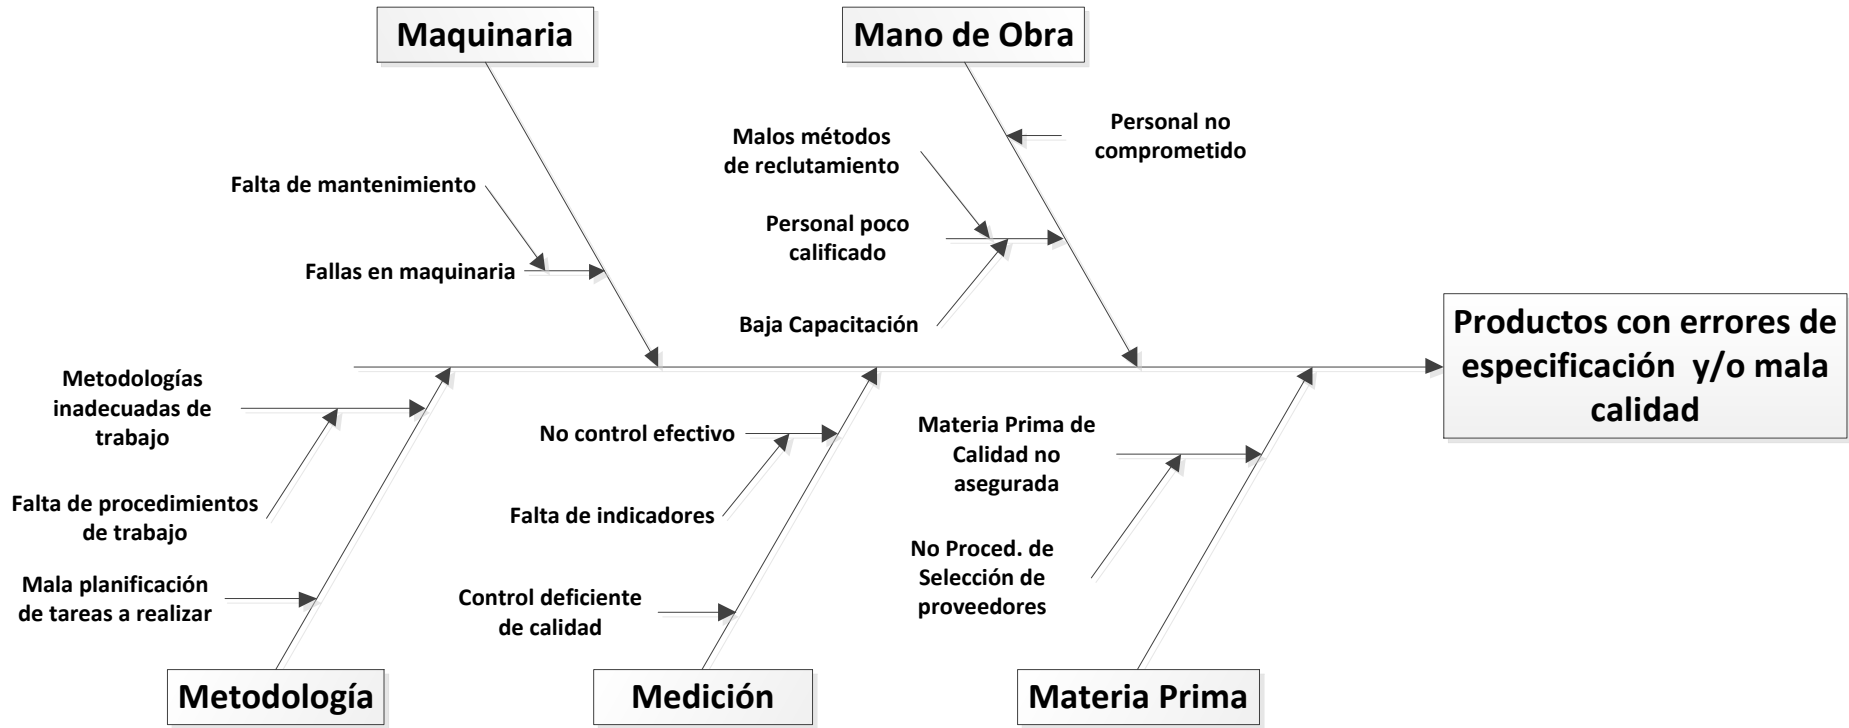 Maquinaria
Mano de Obra
Personal no
comprometido
Malos métodos
de reclutamiento
Falta de mantenimiento
Personal poco
calificado
Fallas en maquinaria
Baja Capacitación
Productos con errores de
especificación y/o mala
calidad
Metodologías
inadecuadas de
trabajo
No control efectivo
Materia Prima de
Calidad no
asegurada
Falta de procedimientos
de trabajo
Falta de indicadores
No Proced. de
Selección de
proveedores
Mala planificación
de tareas a realizar
Control deficiente
de calidad
Metodología
Medición
Materia Prima